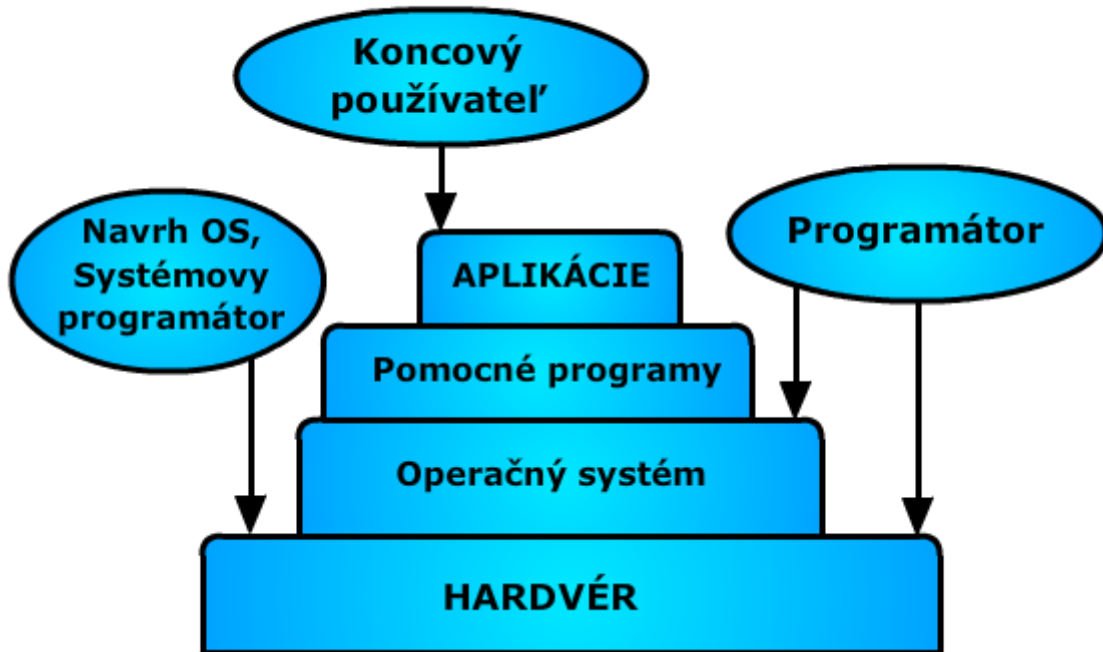 Koncový
používateľ
Navrh OS,
Systémovy
programátor
Programátor
APLIKÁCIE
Pomocné programy
Operačný systém
HARDVÉR